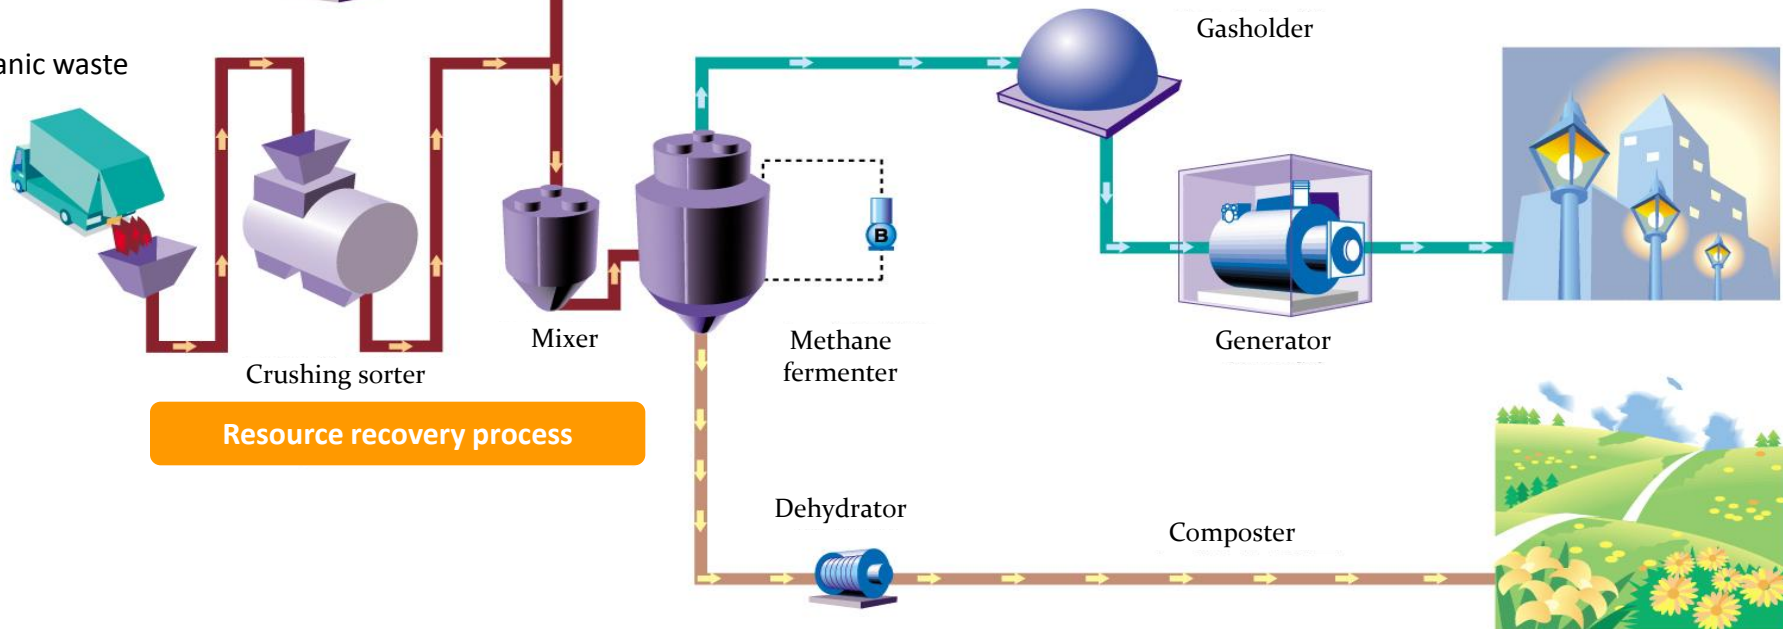 Gasholder
anic waste
Mixer
Methane
fermenter
Generator
Crushing sorter
Resource recovery process
Dehydrator
Composter
B